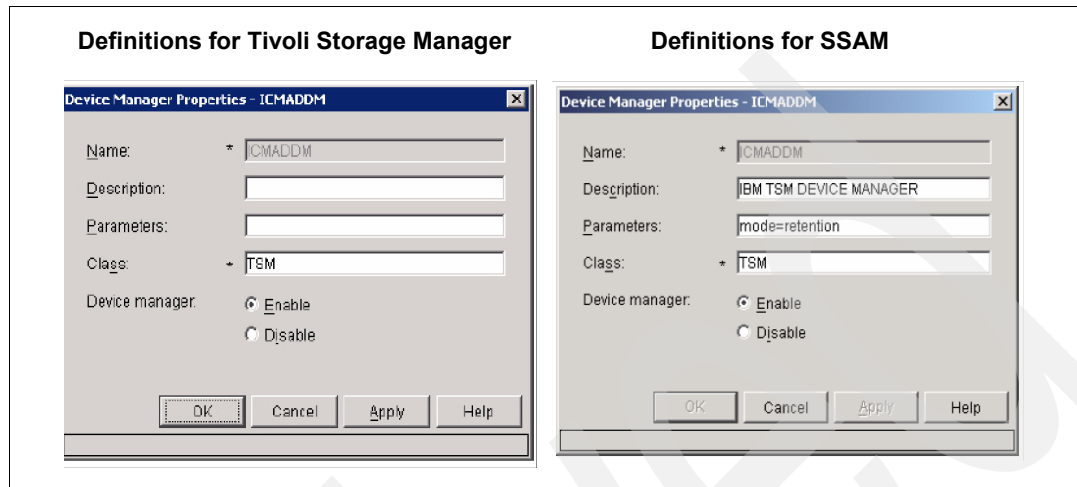 Definitions for Tivoli Storage Manager
Device Manager Properties - ICMADDM
Name: * ICMADDM
Description:
Parameters:
Class: * TSM
Device manager: Enable
Disable
OK Cancel Apply Help
Definitions for SSAM
Device Manager Properties - ICMADDM
Name: * ICMADDM
Description: IBM TSM DEVICE MANAGER
Parameters: mode=retention
Class: * TSM
Device manager: Enable
Disable
OK Cancel Apply Help